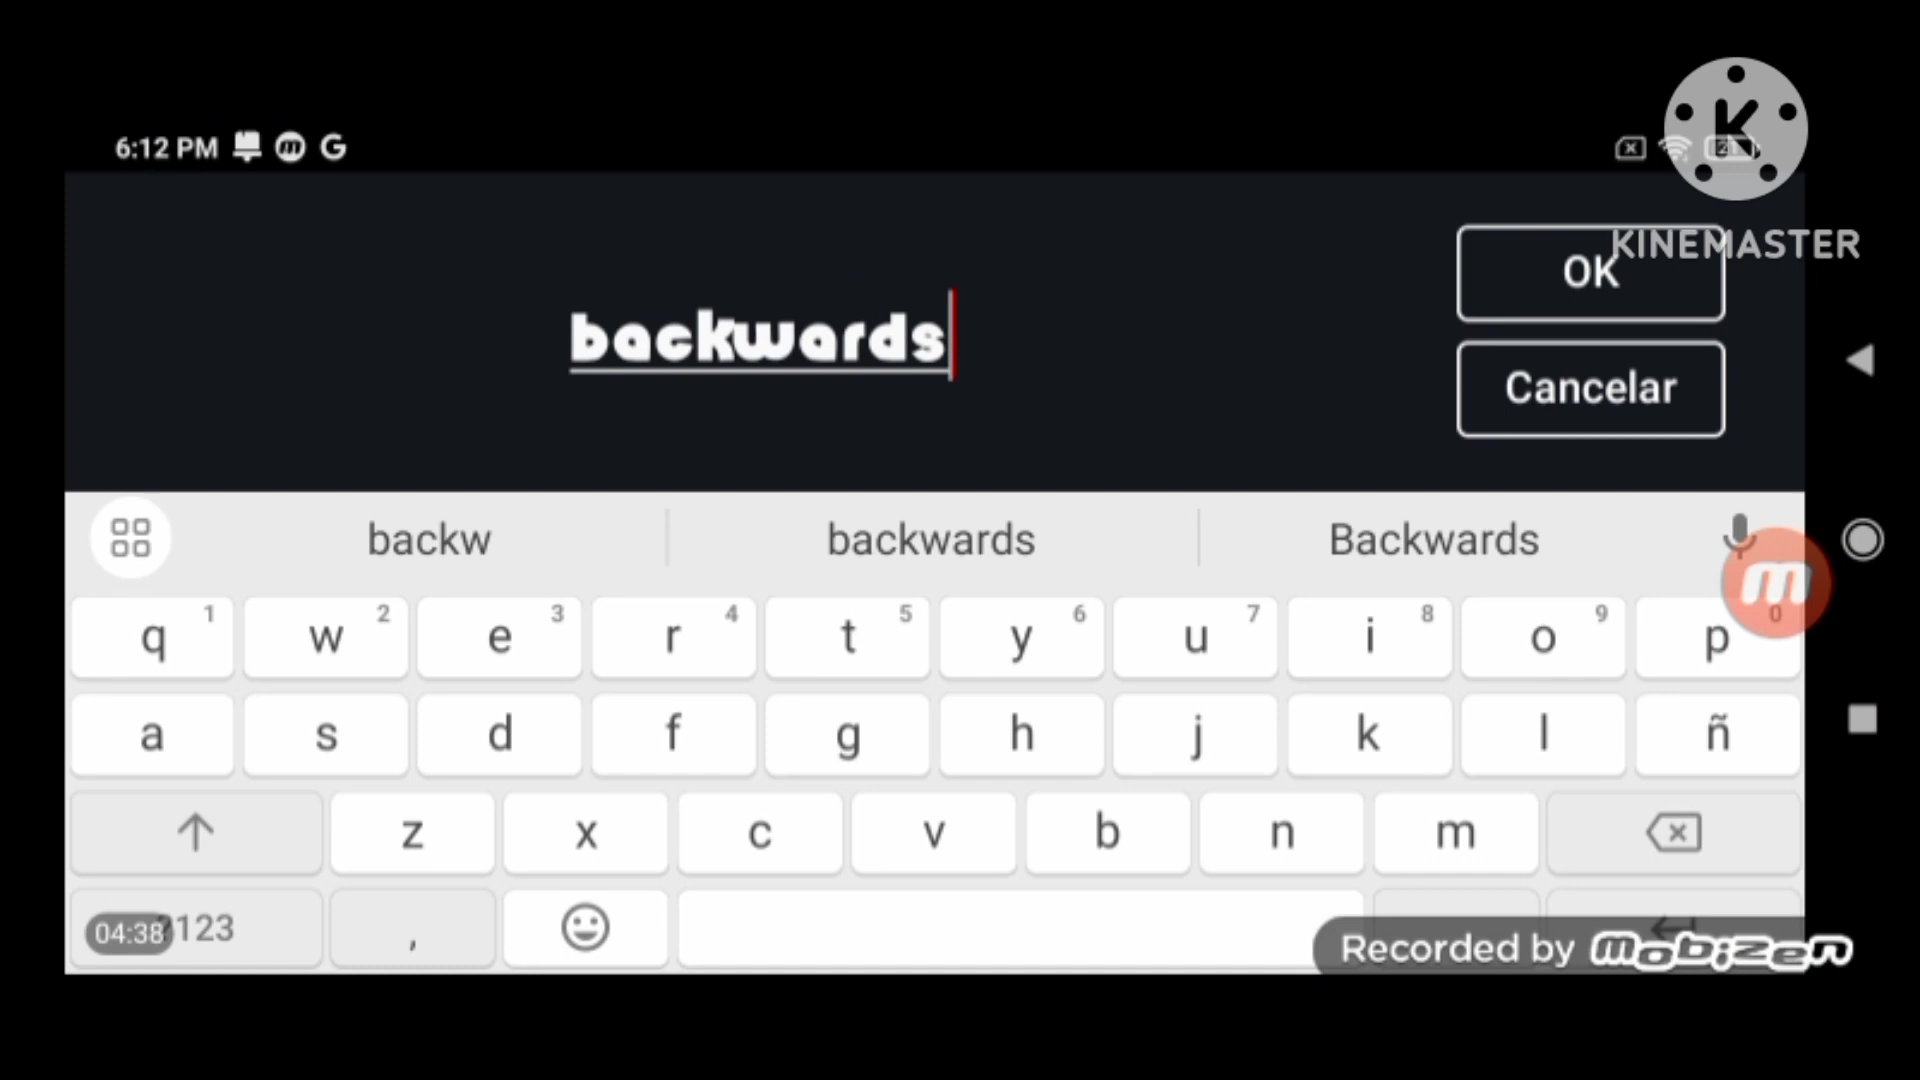 6:12 PM m G
K
KINEMASTER
OK
backwards
Cancelar
backw backwards Backwards
m
q 1 w 2 e 3 r 4 t 5 y 6 u 7 i 8 o 9 p 0
a s d f g h j k l ñ
z x c v b n m
04:38 ?123 ,
Recorded by mobizen